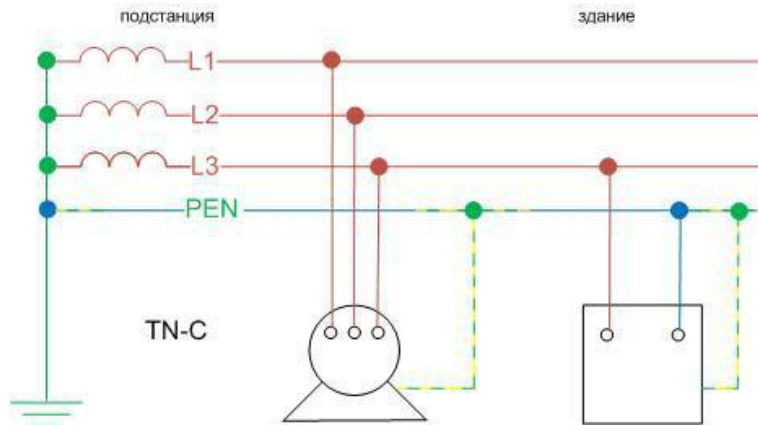 подстанция
здание
L1
L2
L3
PEN
TN-C